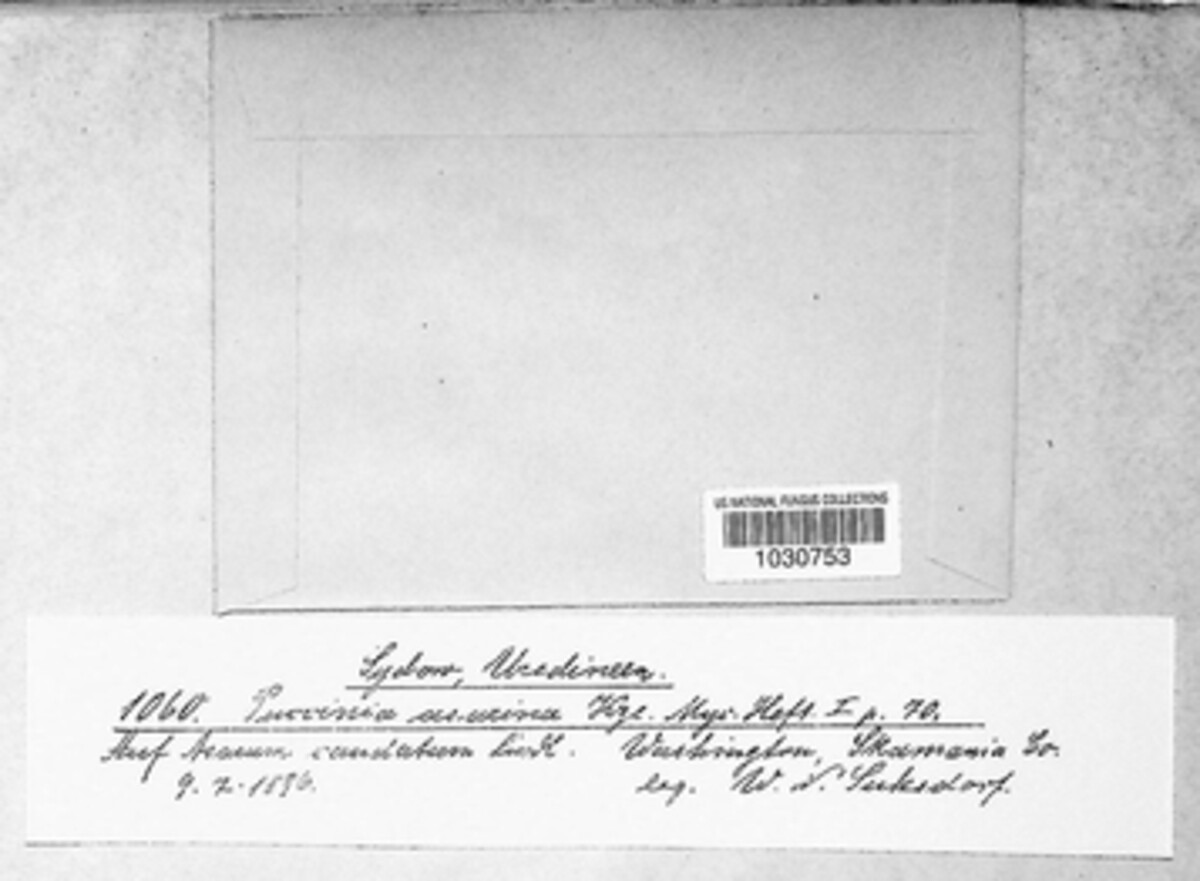 US NATIONAL FUNGUS COLLECTIONS
1030753
Sydow, Uredineen.
1060. Puccinia asarina Kze. Myc. Heft. I p. 70.
Auf Asarum caudatum Lindl. Washington, Skamania Co.
9. 7. 1896. leg. W. N. Suksdorf.